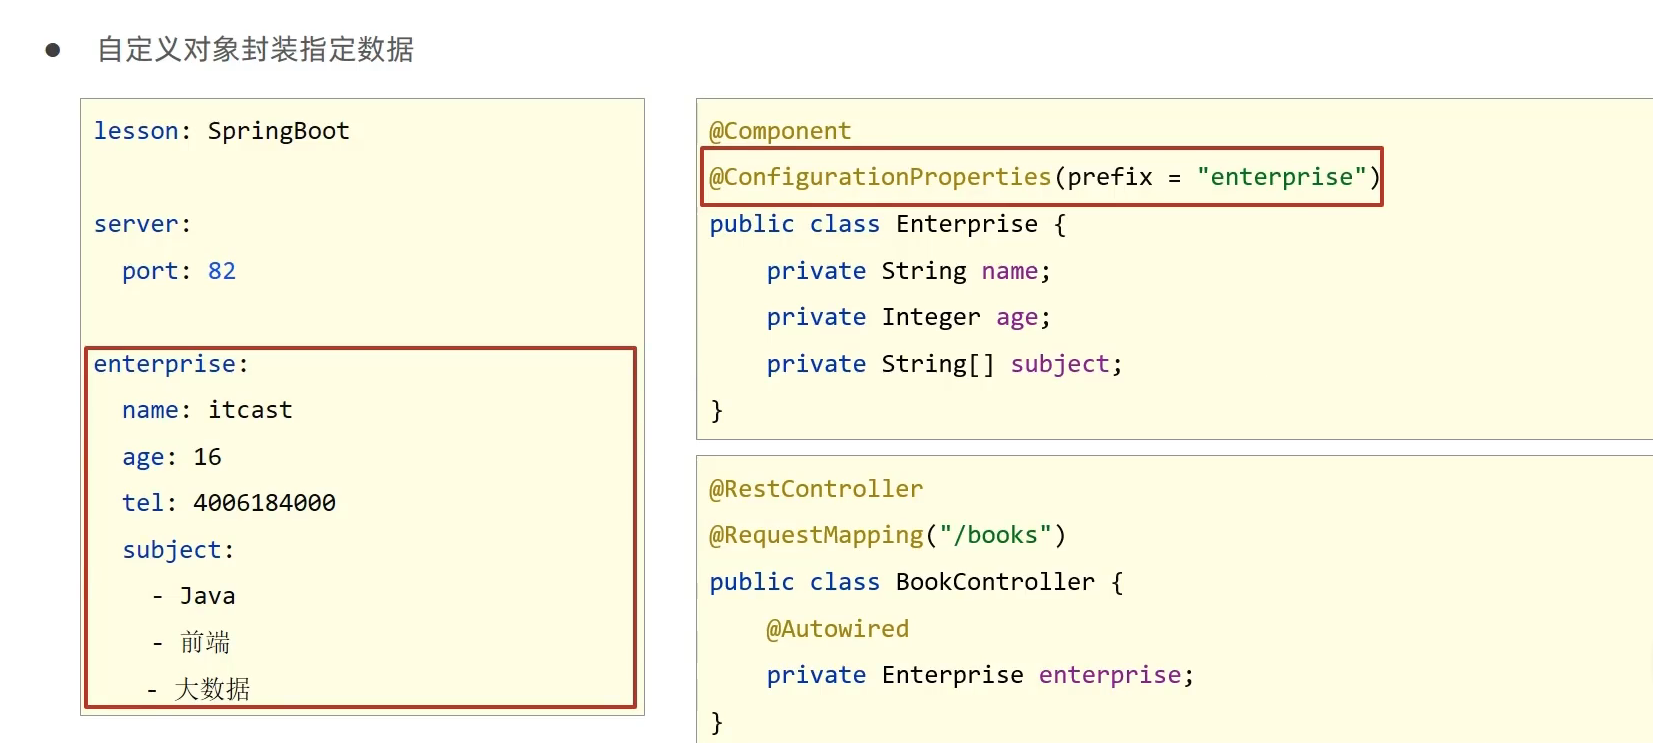 ● 自定义对象封装指定数据
lesson: SpringBoot
server:
  port: 82
enterprise:
  name: itcast
  age: 16
  tel: 4006184000
  subject:
    - Java
    - 前端
    - 大数据
@Component
@ConfigurationProperties(prefix = "enterprise")
public class Enterprise {
    private String name;
    private Integer age;
    private String[] subject;
}
@RestController
@RequestMapping("/books")
public class BookController {
    @Autowired
    private Enterprise enterprise;
}